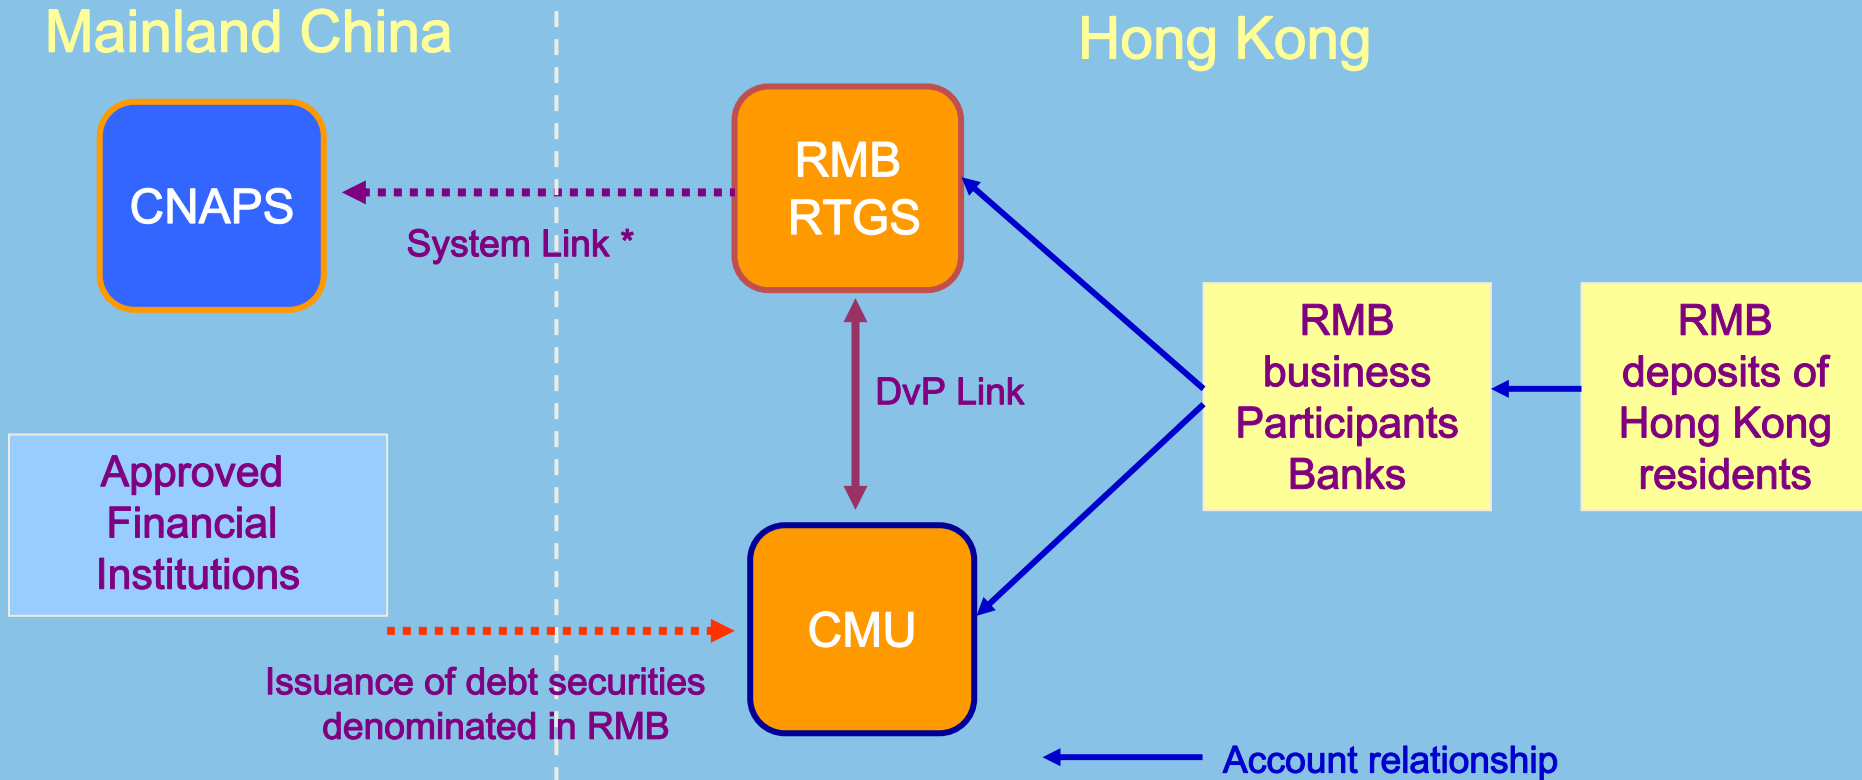 Mainland China
Hong Kong
CNAPS
System Link *
RMB
RTGS
DvP Link
RMB
business
Participants
Banks
RMB
deposits of
Hong Kong
residents
Approved
Financial
Institutions
Issuance of debt securities
denominated in RMB
CMU
Account relationship